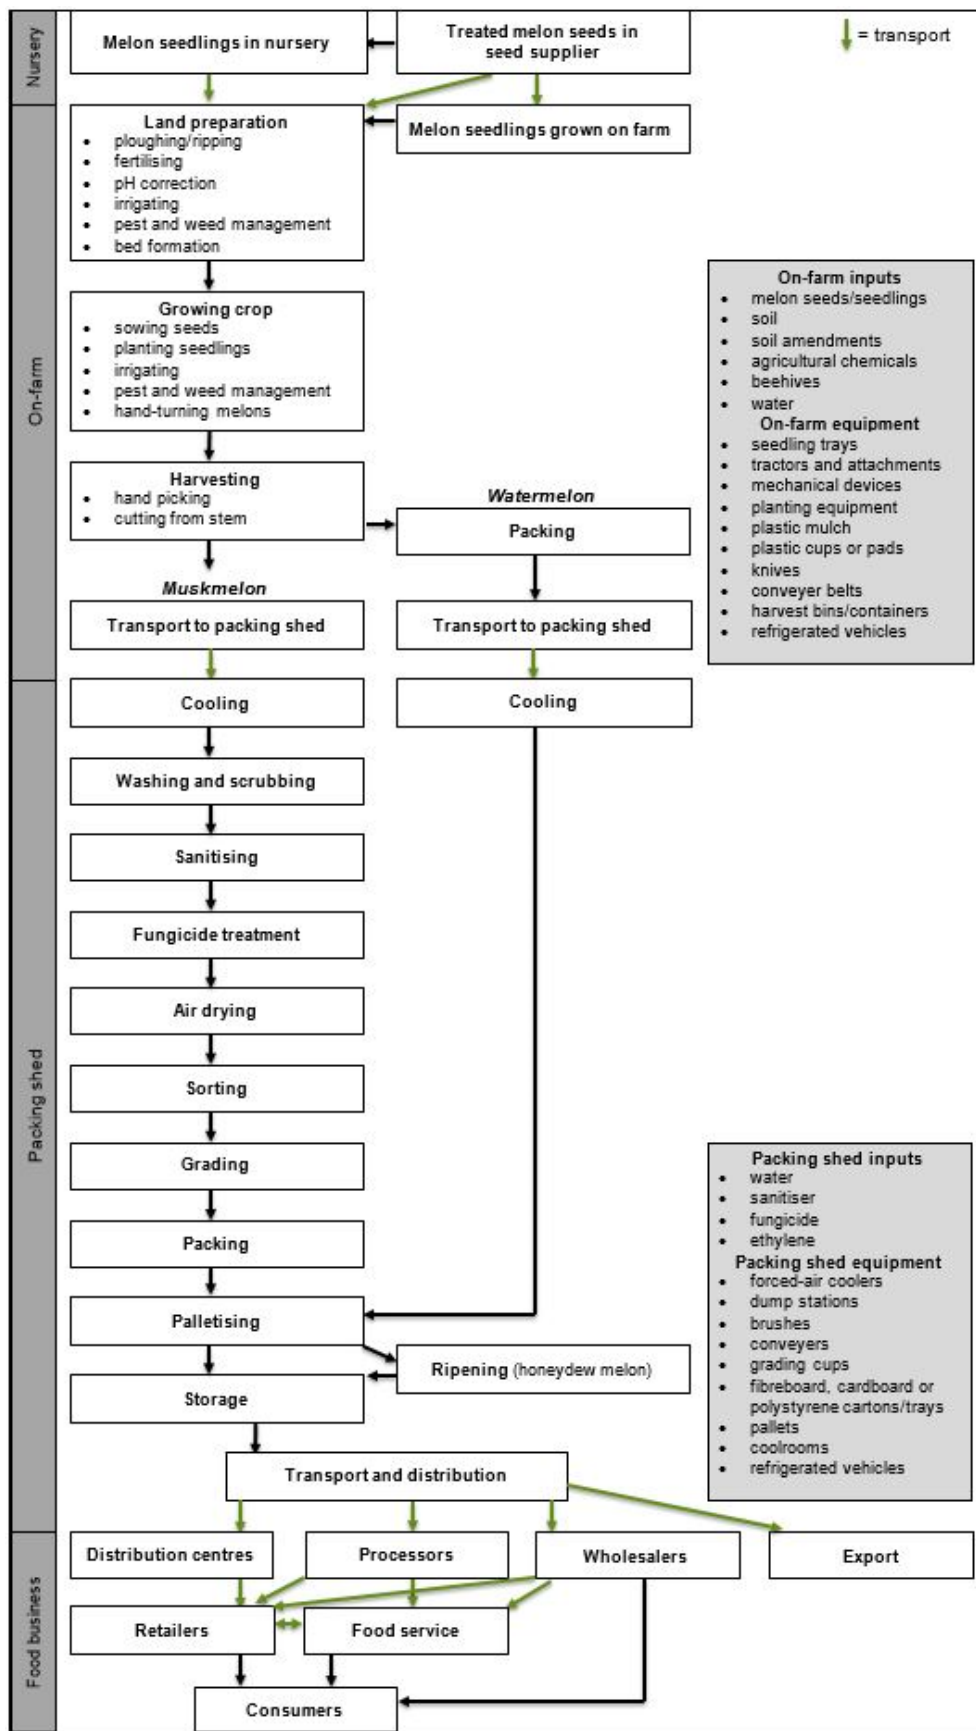 Nursery
Melon seedlings in nursery
Treated melon seeds in
seed supplier
= transport
On-farm
Land preparation
• ploughing/ripping
• fertilising
• pH correction
• irrigating
• pest and weed management
• bed formation
Melon seedlings grown on farm
Growing crop
• sowing seeds
• planting seedlings
• irrigating
• pest and weed management
• hand-turning melons
Harvesting
• hand picking
• cutting from stem
Watermelon
Packing
Muskmelon
Transport to packing shed
Transport to packing shed
On-farm inputs
• melon seeds/seedlings
• soil
• soil amendments
• agricultural chemicals
• beehives
• water
On-farm equipment
• seedling trays
• tractors and attachments
• mechanical devices
• planting equipment
• plastic mulch
• plastic cups or pads
• knives
• conveyer belts
• harvest bins/containers
• refrigerated vehicles
Packing shed
Cooling
Cooling
Washing and scrubbing
Sanitising
Fungicide treatment
Air drying
Sorting
Grading
Packing
Palletising
Ripening (honeydew melon)
Storage
Transport and distribution
Packing shed inputs
• water
• sanitiser
• fungicide
• ethylene
Packing shed equipment
• forced-air coolers
• dump stations
• brushes
• conveyers
• grading cups
• fibreboard, cardboard or
polystyrene cartons/trays
• pallets
• coolrooms
• refrigerated vehicles
Food business
Distribution centres
Processors
Wholesalers
Export
Retailers
Food service
Consumers